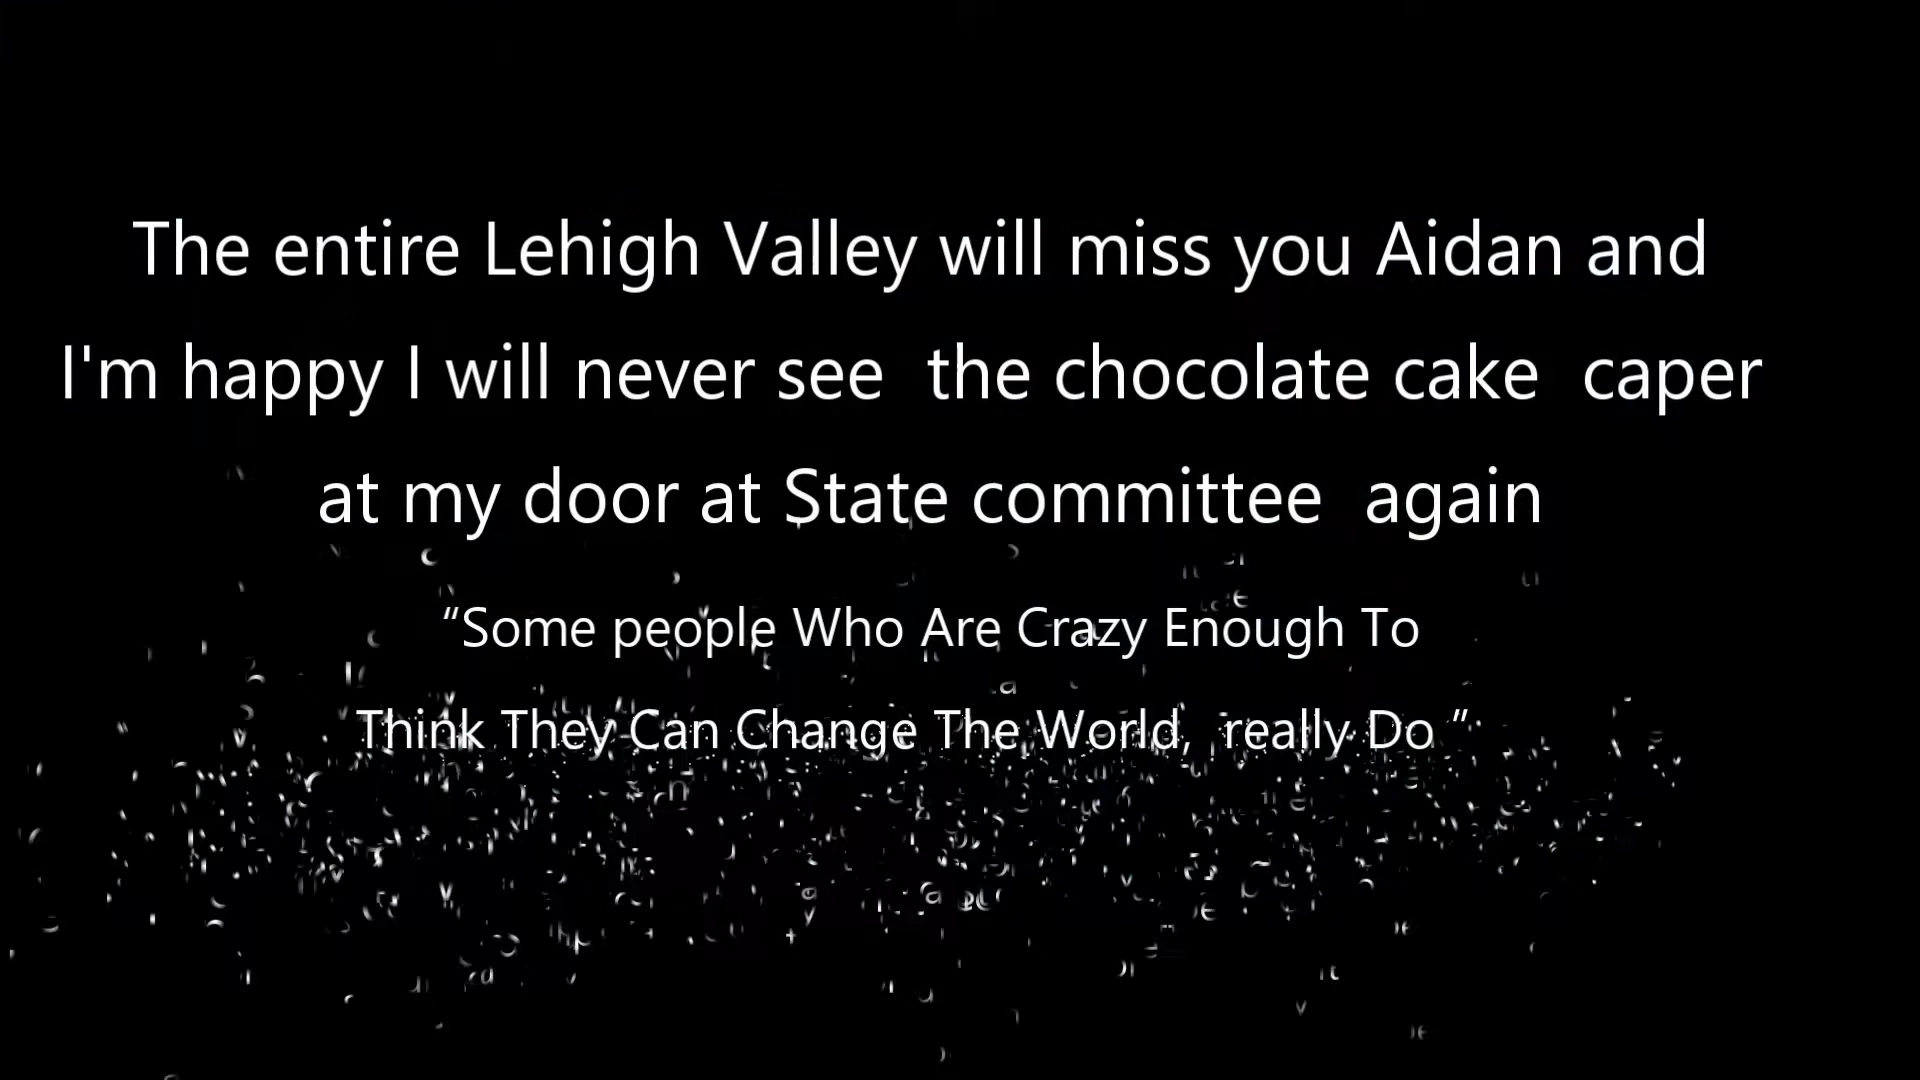 The entire Lehigh Valley will miss you Aidan and
I'm happy I will never see  the chocolate cake  caper
at my door at State committee  again
“Some people Who Are Crazy Enough To
Think They Can Change The World,  really Do ”